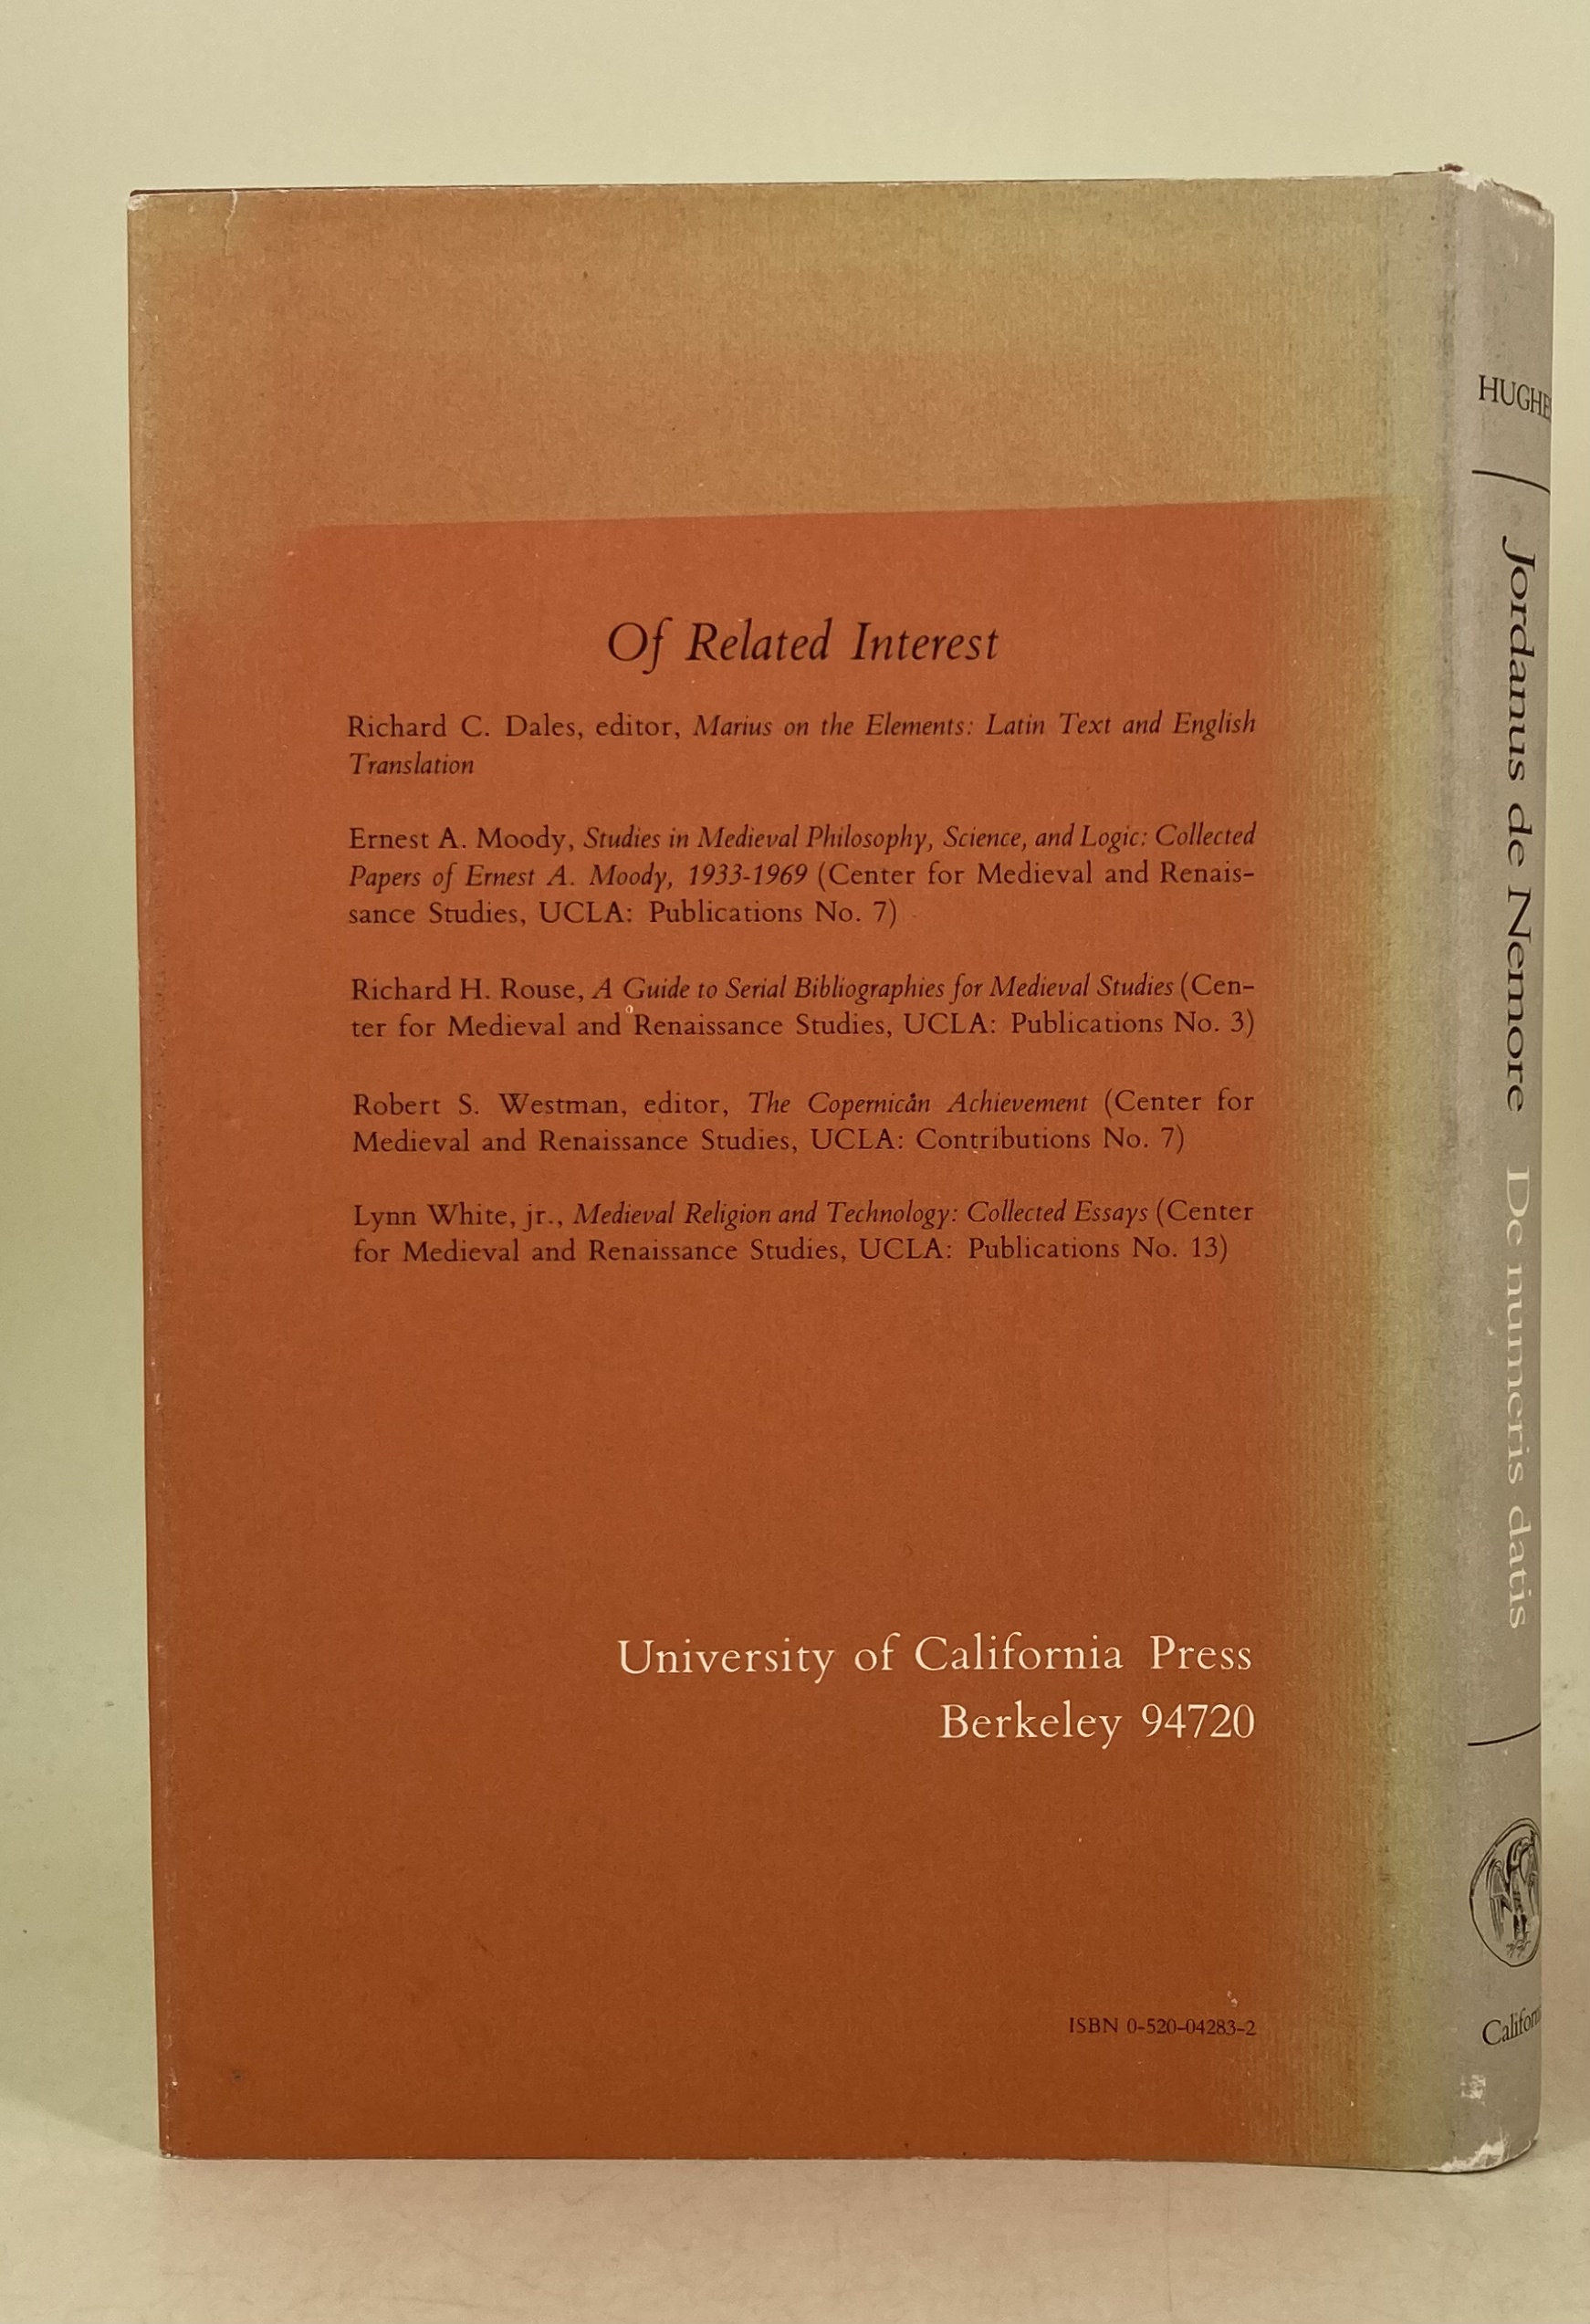 Of Related Interest
Richard C. Dales, editor, Marius on the Elements: Latin Text and English
Translation
Ernest A. Moody, Studies in Medieval Philosophy, Science, and Logic: Collected
Papers of Ernest A. Moody, 1933-1969 (Center for Medieval and Renais-
sance Studies, UCLA: Publications No. 7)
Richard H. Rouse, A Guide to Serial Bibliographies for Medieval Studies (Cen-
ter for Medieval and Renaissance Studies, UCLA: Publications No. 3)
Robert S. Westman, editor, The Copernican Achievement (Center for
Medieval and Renaissance Studies, UCLA: Contributions No. 7)
Lynn White, jr., Medieval Religion and Technology: Collected Essays (Center
for Medieval and Renaissance Studies, UCLA: Publications No. 13)
University of California Press
Berkeley 94720
ISBN 0-520-04283-2
Jordanus de Nemore De numeris datis